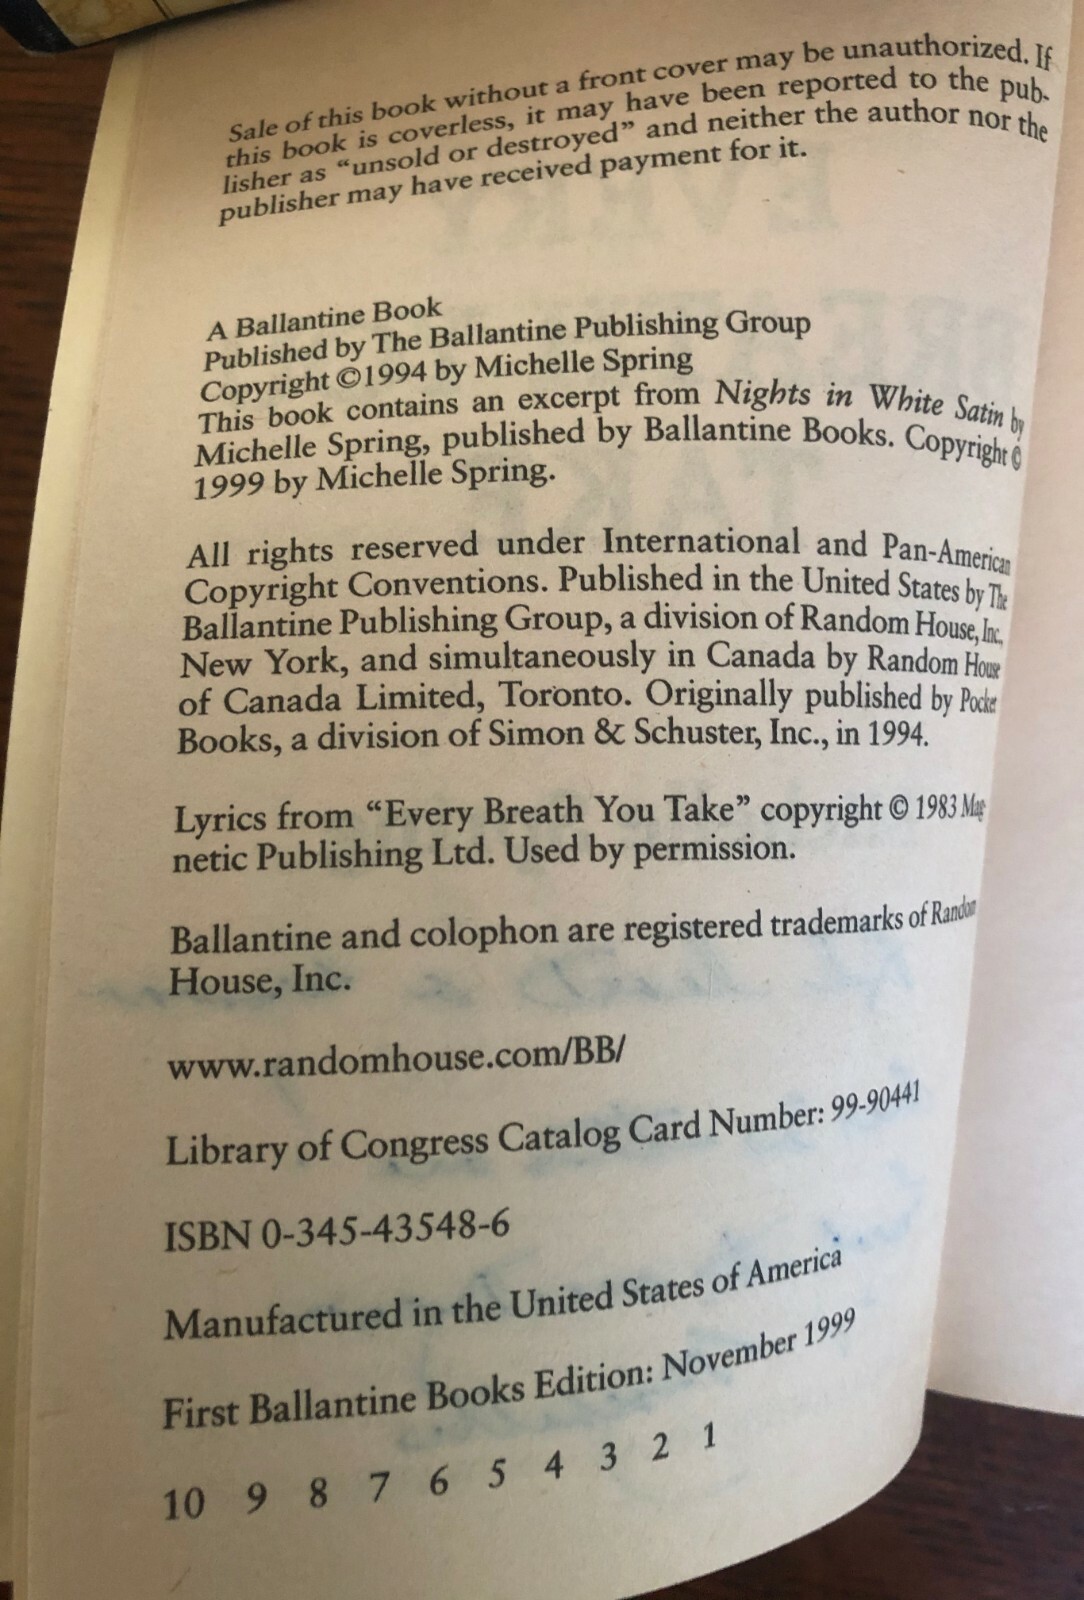 Sale of this book without a front cover may be unauthorized. If
this book is coverless, it may have been reported to the pub-
lisher as “unsold or destroyed” and neither the author nor the
publisher may have received payment for it.
A Ballantine Book
Published by The Ballantine Publishing Group
Copyright ©1994 by Michelle Spring
This book contains an excerpt from Nights in White Satin by
Michelle Spring, published by Ballantine Books. Copyright ©
1999 by Michelle Spring.
All rights reserved under International and Pan-American
Copyright Conventions. Published in the United States by The
Ballantine Publishing Group, a division of Random House, Inc.,
New York, and simultaneously in Canada by Random House
of Canada Limited, Toronto. Originally published by Pocket
Books, a division of Simon & Schuster, Inc., in 1994.
Lyrics from “Every Breath You Take” copyright © 1983 Mag-
netic Publishing Ltd. Used by permission.
Ballantine and colophon are registered trademarks of Random
House, Inc.
www.randomhouse.com/BB/
Library of Congress Catalog Card Number: 99-90441
ISBN 0-345-43548-6
Manufactured in the United States of America
First Ballantine Books Edition: November 1999
10 9 8 7 6 5 4 3 2 1